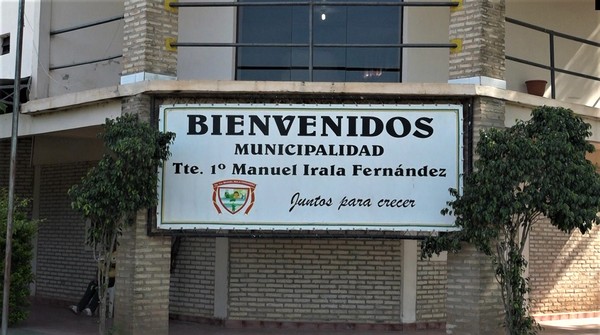 BIENVENIDOS
MUNICIPALIDAD
Tte. 1º Manuel Irala Fernández
Juntos para crecer